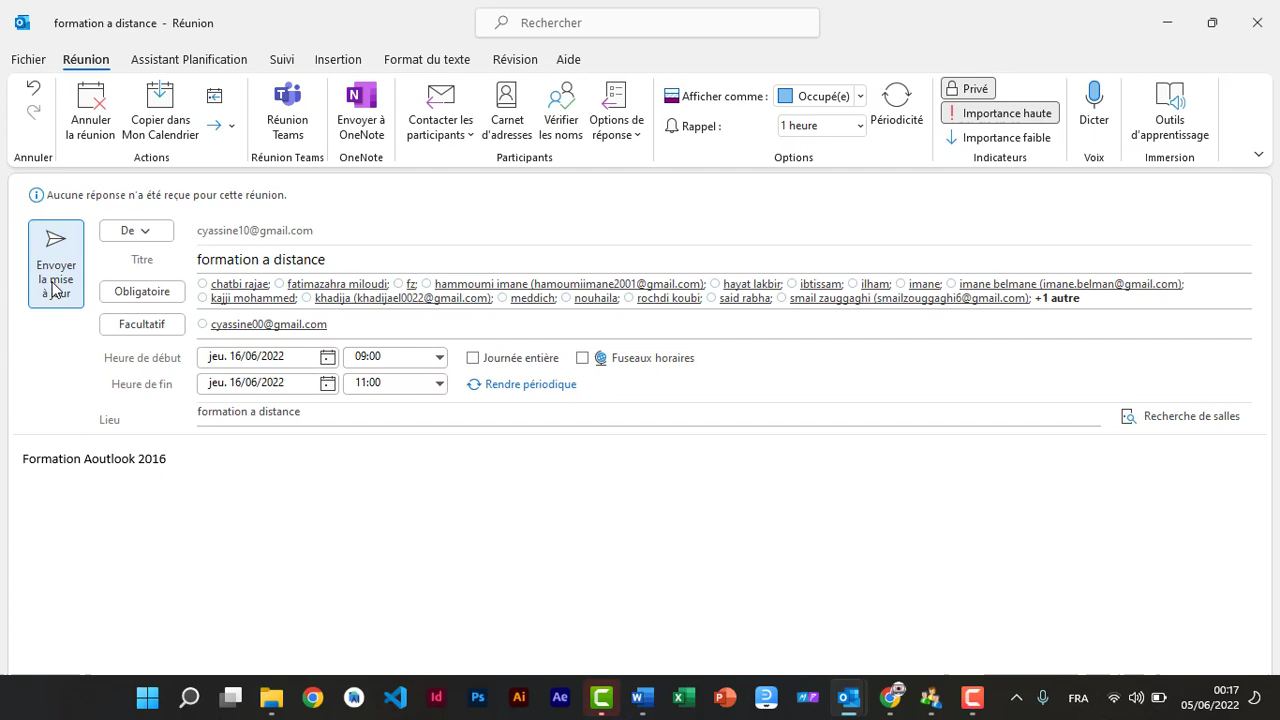 formation a distance - Réunion
Rechercher
Fichier Réunion Assistant Planification Suivi Insertion Format du texte Révision Aide
Annuler la réunion
Copier dans Mon Calendrier
Réunion Teams
Envoyer à OneNote
Contacter les participants
Carnet d'adresses
Vérifier les noms
Options de réponse
Afficher comme : Occupé(e)
Rappel : 1 heure
Périodicité
Privé
Importance haute
Importance faible
Dicter
Outils d'apprentissage
Annuler Actions Réunion Teams OneNote Participants Options Indicateurs Voix Immersion
Aucune réponse n'a été reçue pour cette réunion.
Envoyer la mise à jour
De cyassine10@gmail.com
Titre formation a distance
Obligatoire
chatbi rajae; fatimazahra miloudi; fz; hammoumi imane (hamoumiimane2001@gmail.com); hayat lakbir; ibtissam; ilham; imane; imane belmane (imane.belman@gmail.com);
kajji mohammed; khadija (khadijael0022@gmail.com); meddich; nouhaila; rochdi koubi; said rabha; smail zauggaghi (smailzouggaghi6@gmail.com); +1 autre
Facultatif cyassine00@gmail.com
Heure de début jeu. 16/06/2022 09:00 Journée entière Fuseaux horaires
Heure de fin jeu. 16/06/2022 11:00 Rendre périodique
Lieu formation a distance Recherche de salles
Formation Aoutlook 2016
FRA
00:17
05/06/2022